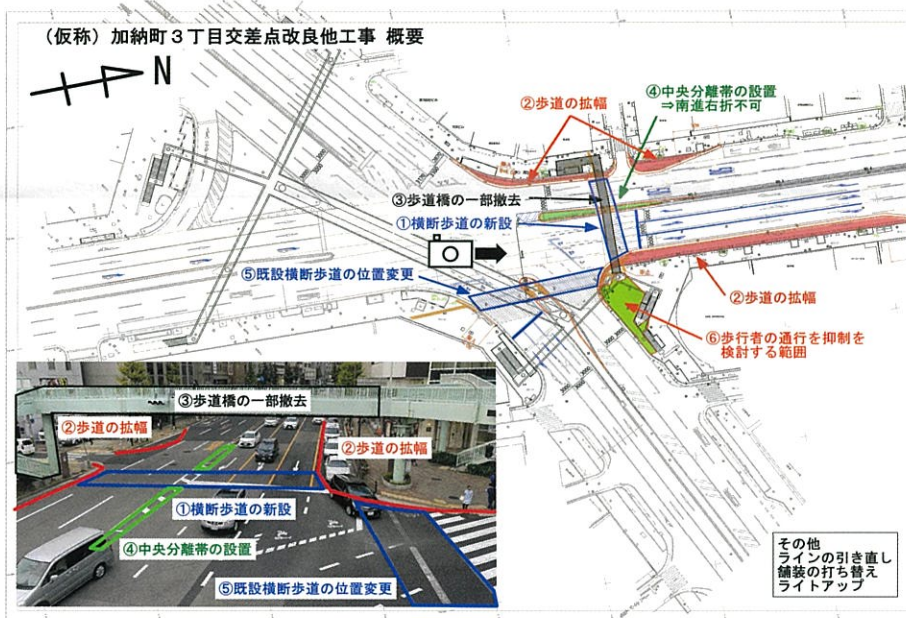 (仮称)加納町3丁目交差点改良他工事 概要
N
④中央分離帯の設置
⇒南進右折不可
②歩道の拡幅
③歩道橋の一部撤去
①横断歩道の新設
⑤既設横断歩道の位置変更
②歩道の拡幅
⑥歩行者の通行を抑制を
検討する範囲
③歩道橋の一部撤去
②歩道の拡幅
②歩道の拡幅
①横断歩道の新設
④中央分離帯の設置
⑤既設横断歩道の位置変更
その他
ラインの引き直し
舗装の打ち替え
ライトアップ